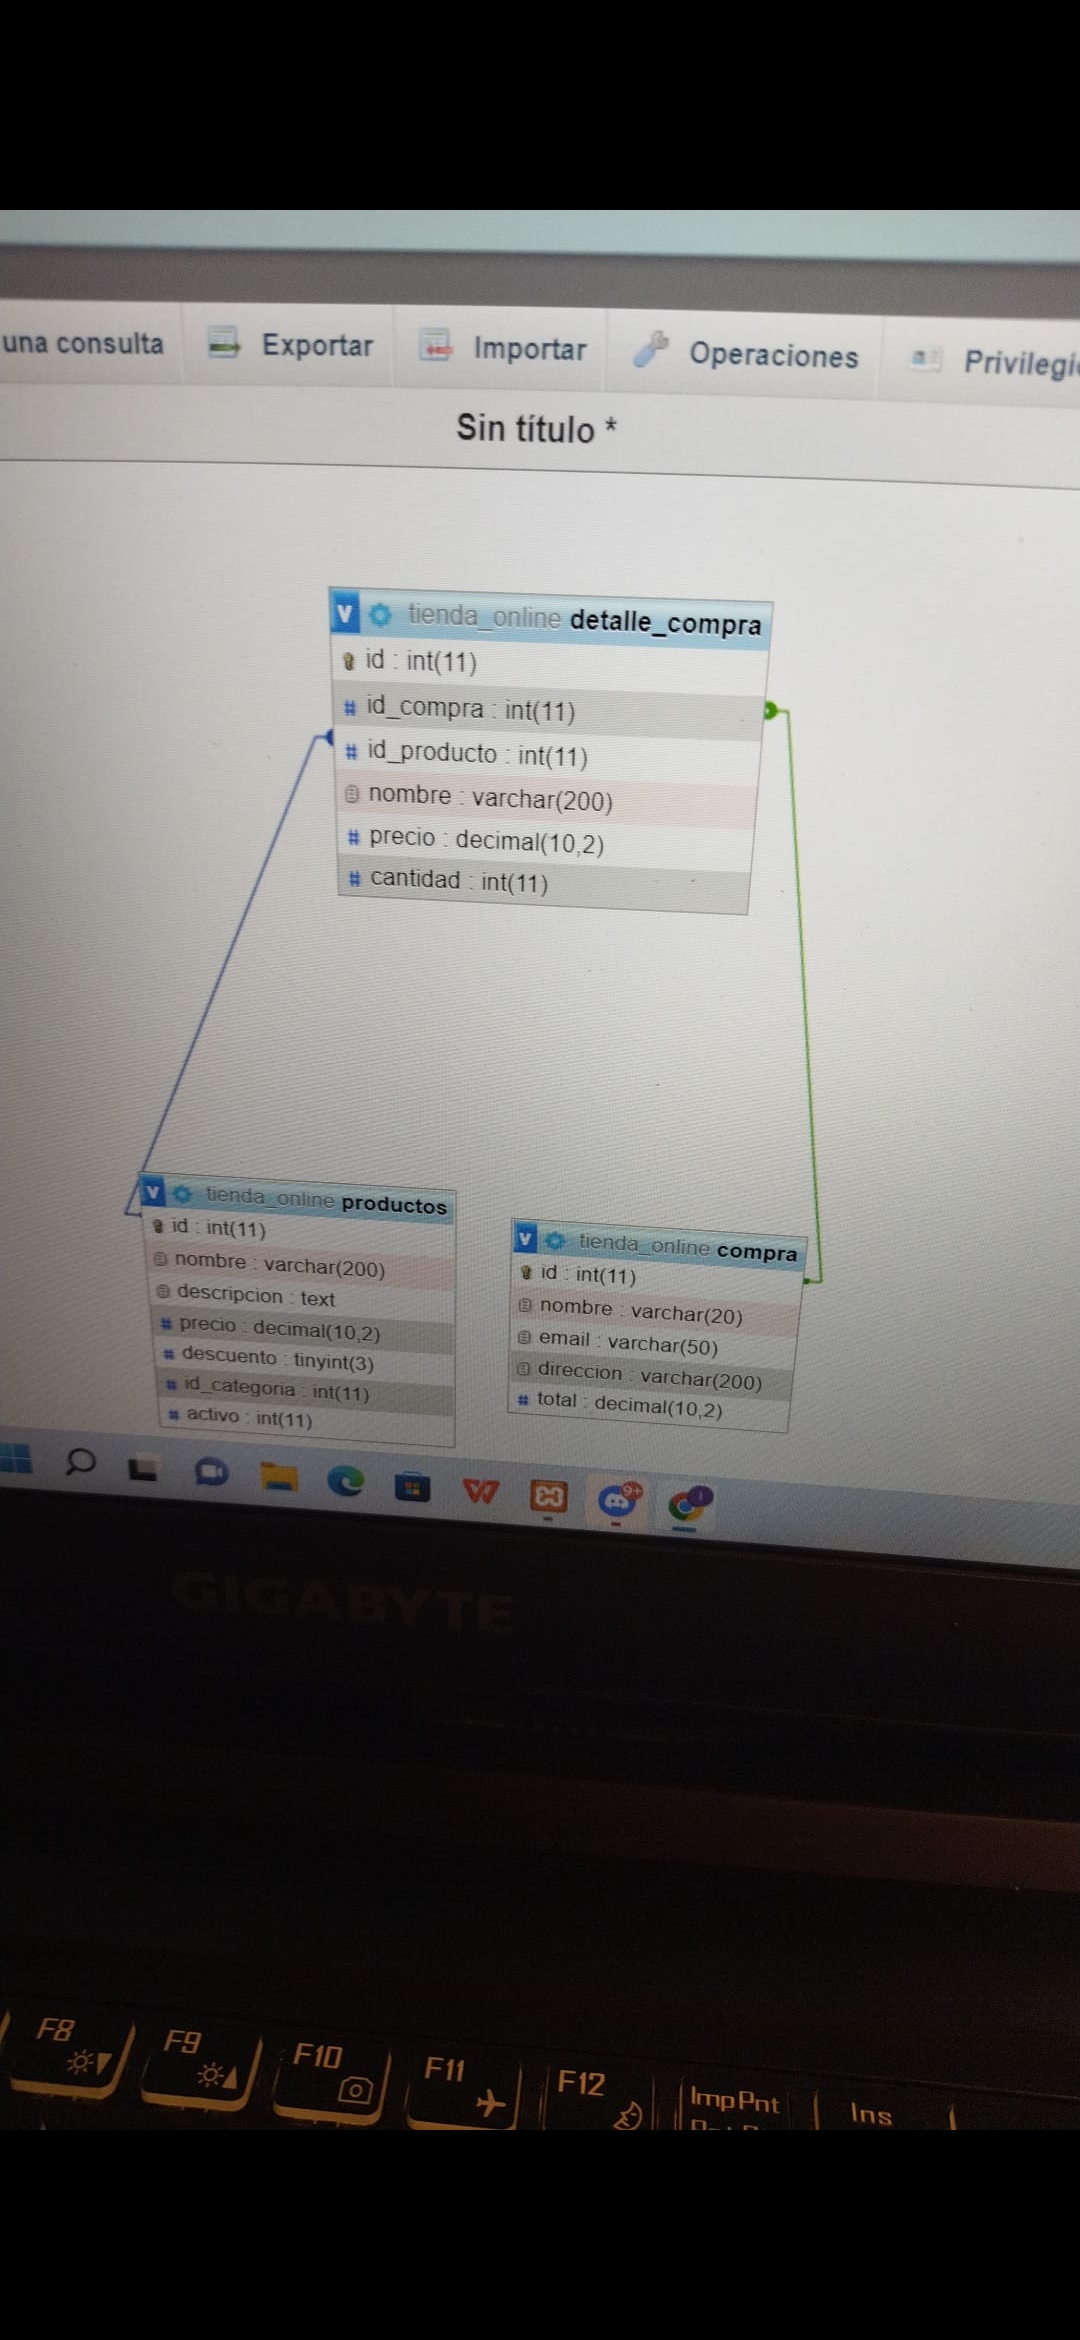 una consulta Exportar Importar Operaciones Privilegi
Sin título *
v tienda_online detalle_compra
id : int(11)
# id_compra : int(11)
# id_producto : int(11)
nombre : varchar(200)
# precio : decimal(10,2)
# cantidad : int(11)
v tienda_online productos
id : int(11)
nombre : varchar(200)
descripcion : text
# precio : decimal(10,2)
# descuento : tinyint(3)
# id_categoria : int(11)
# activo : int(11)
v tienda_online compra
id : int(11)
nombre : varchar(20)
email : varchar(50)
direccion : varchar(200)
# total : decimal(10,2)
9+
GIGABYTE
F8 F9 F10 F11 F12 ImpPnt Ins